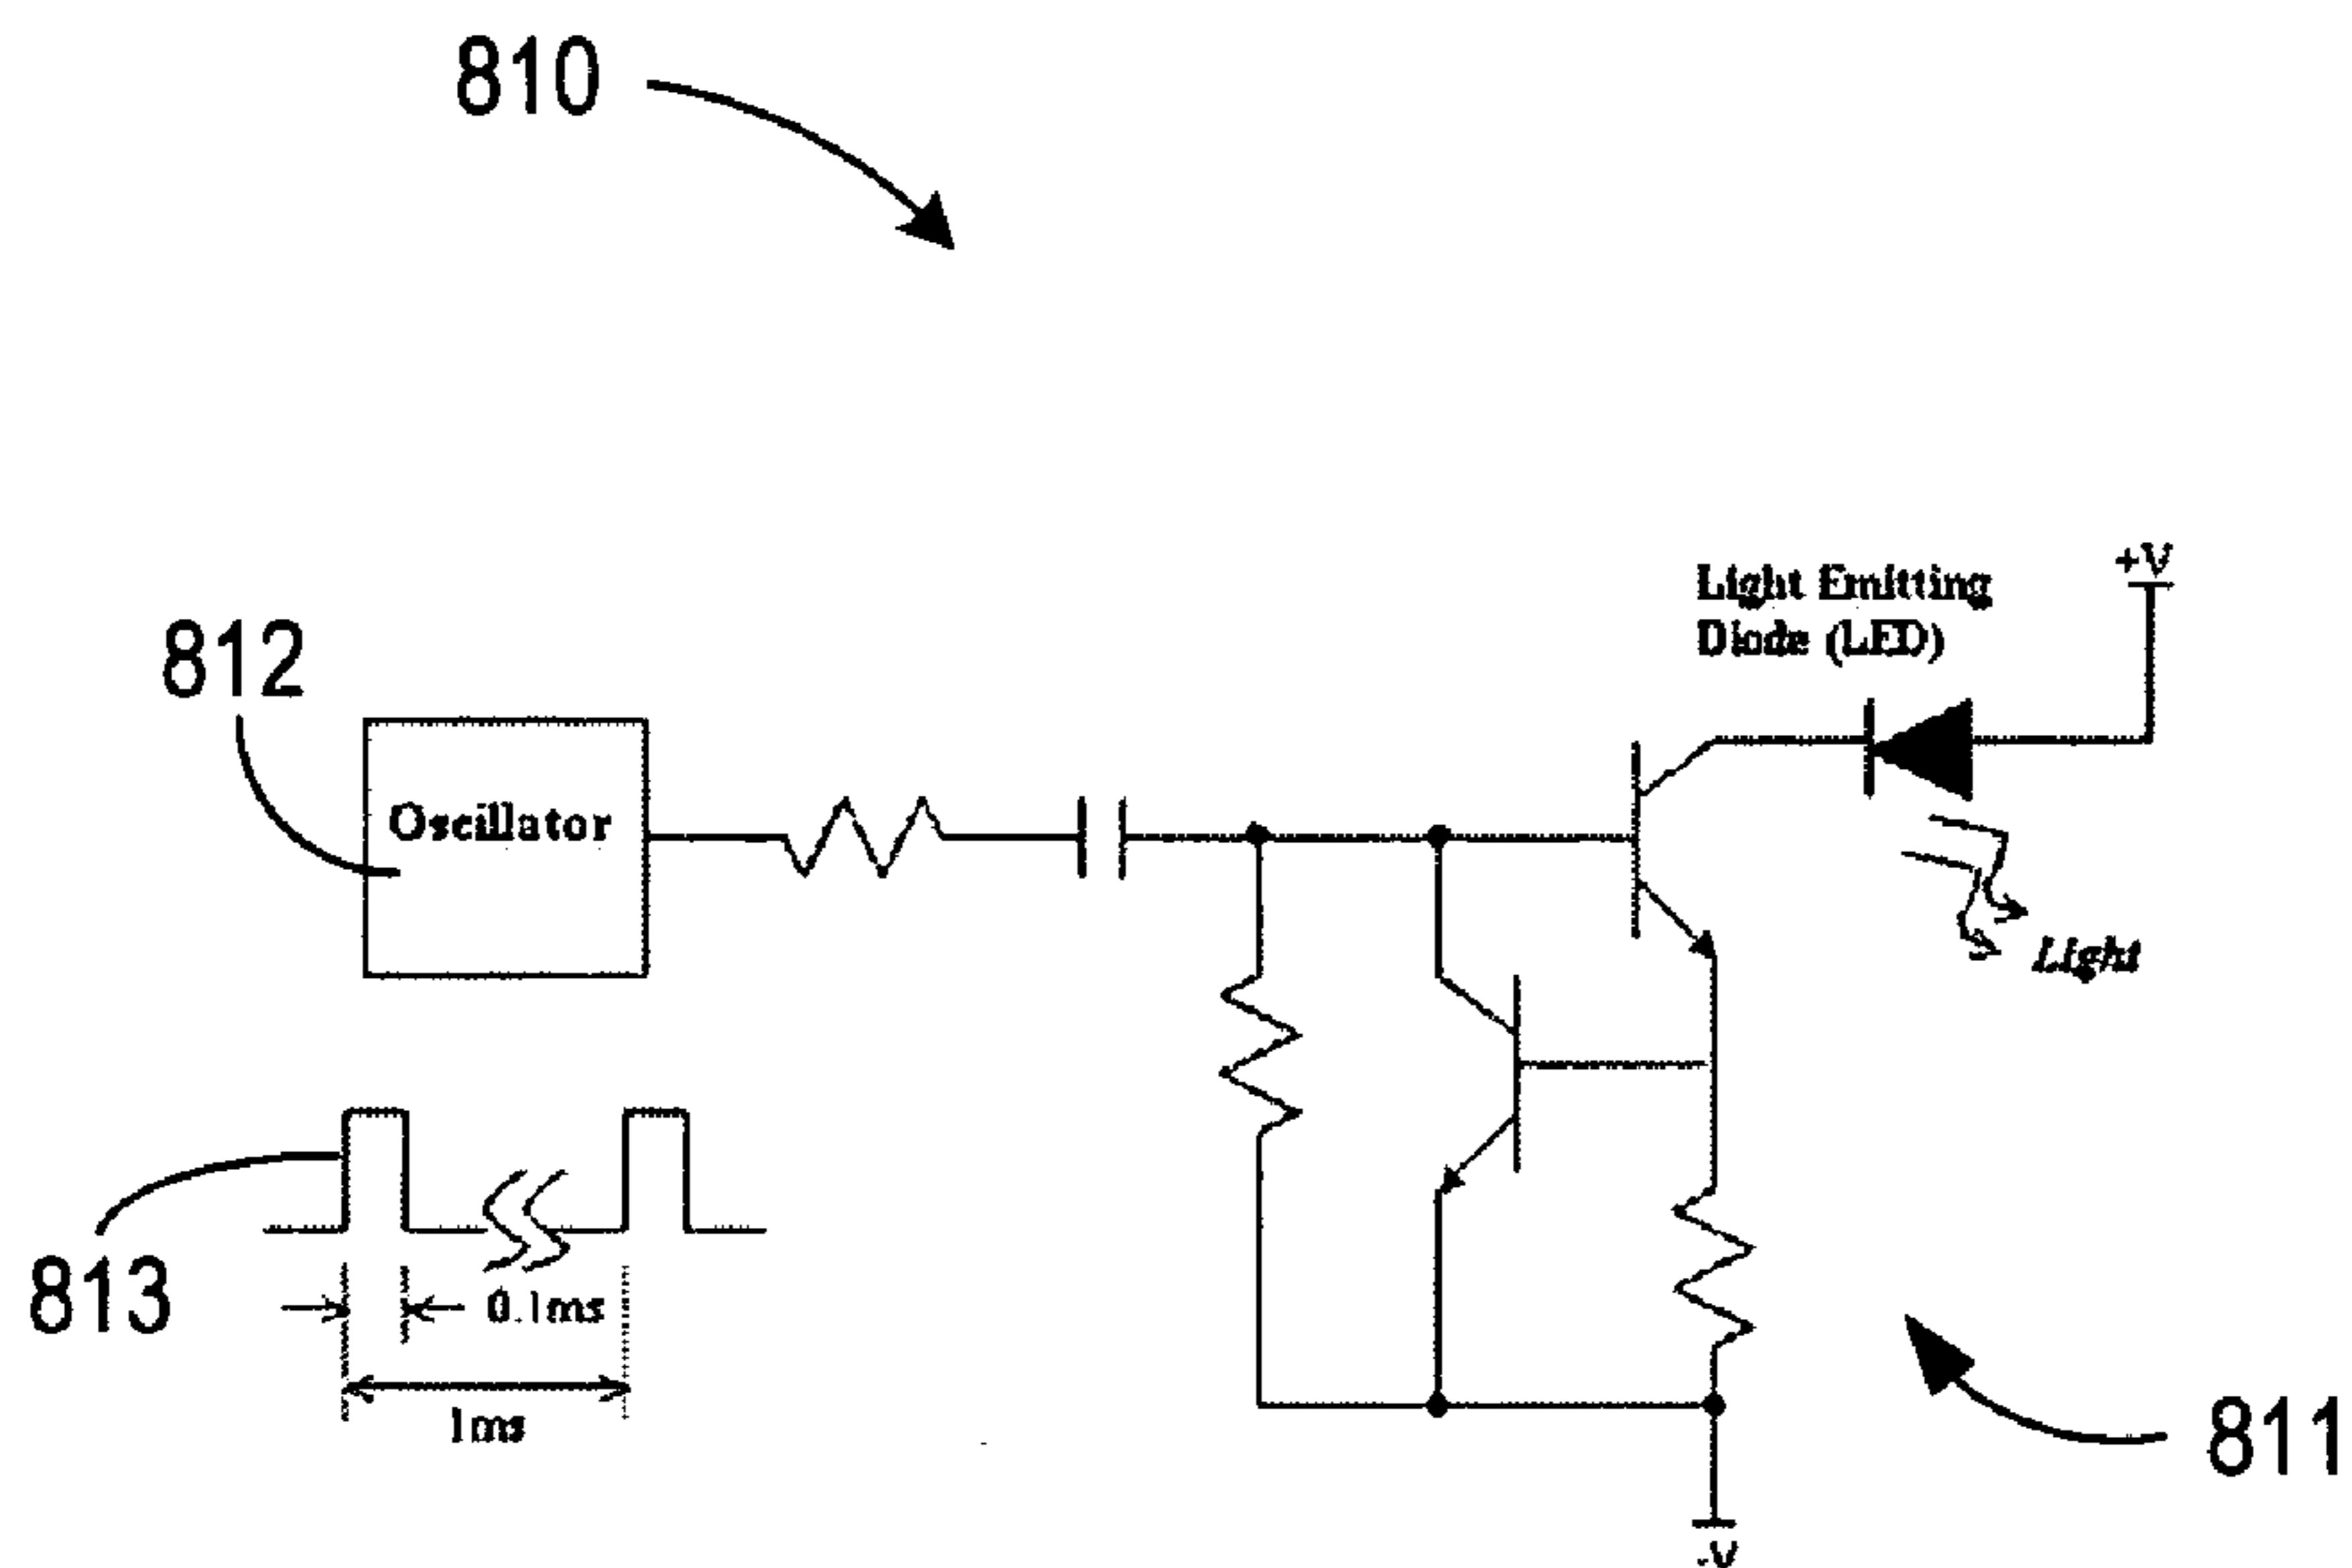 810
+V
Light Emitting
Diode (LED)
812
Oscillator
Light
813
0.1ms
1ms
811
-V